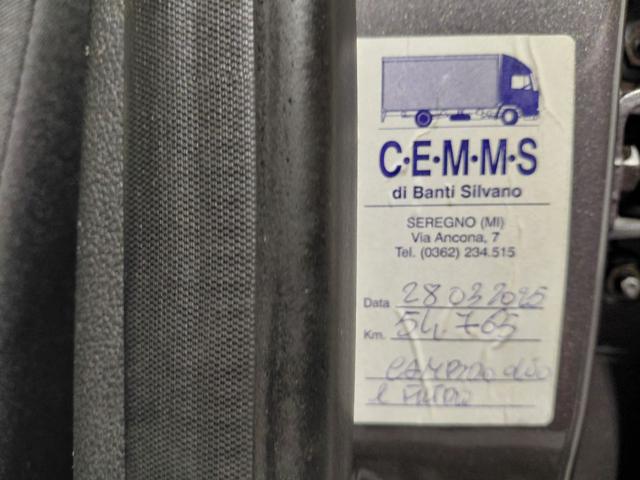 C·E·M·M·S
di Banti Silvano
SEREGNO (MI)
Via Ancona, 7
Tel. (0362) 234.515
Data 28 03 2025
Km. 54.765
CAMBIO olio
e FILTRO